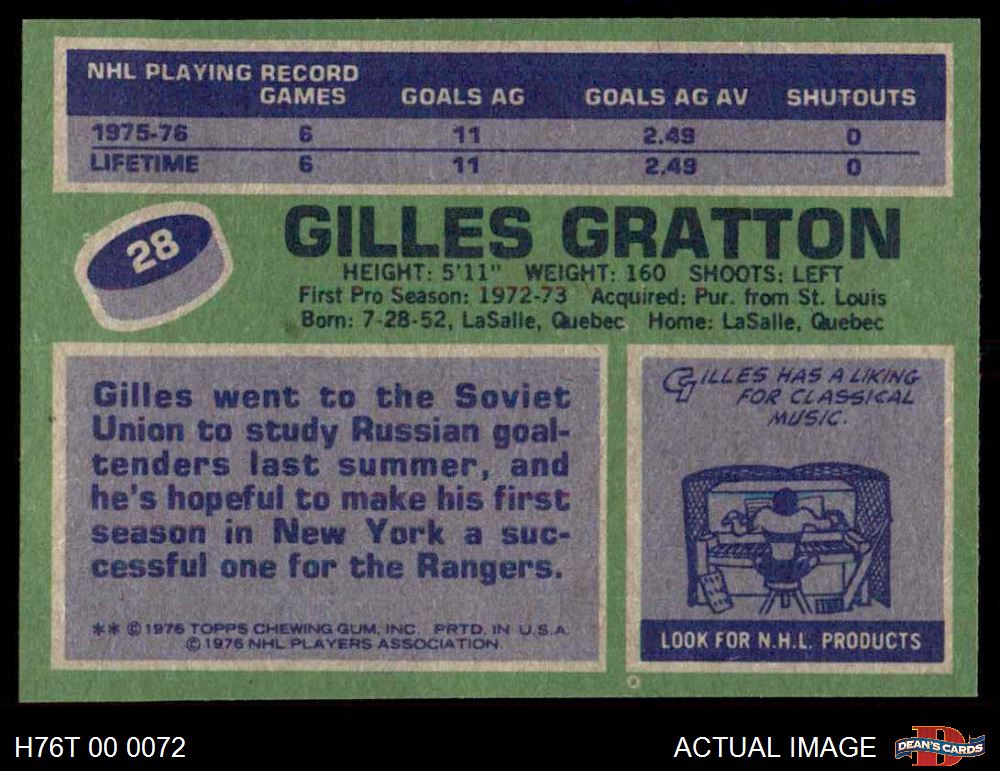 NHL PLAYING RECORD
GAMES GOALS AG GOALS AG AV SHUTOUTS
1975-76 6 11 2.49 0
LIFETIME 6 11 2.49 0
28
GILLES GRATTON
HEIGHT: 5'11" WEIGHT: 160 SHOOTS: LEFT
First Pro Season: 1972-73 Acquired: Pur. from St. Louis
Born: 7-28-52, LaSalle, Quebec Home: LaSalle, Quebec
Gilles went to the Soviet
Union to study Russian goal-
tenders last summer, and
he's hopeful to make his first
season in New York a suc-
cessful one for the Rangers.
** © 1976 TOPPS CHEWING GUM, INC. PRTD. IN U.S.A.
© 1976 NHL PLAYERS ASSOCIATION.
GILLES HAS A LIKING
FOR CLASSICAL
MUSIC.
LOOK FOR N.H.L. PRODUCTS
H76T 00 0072
ACTUAL IMAGE
D
DEAN'S CARDS